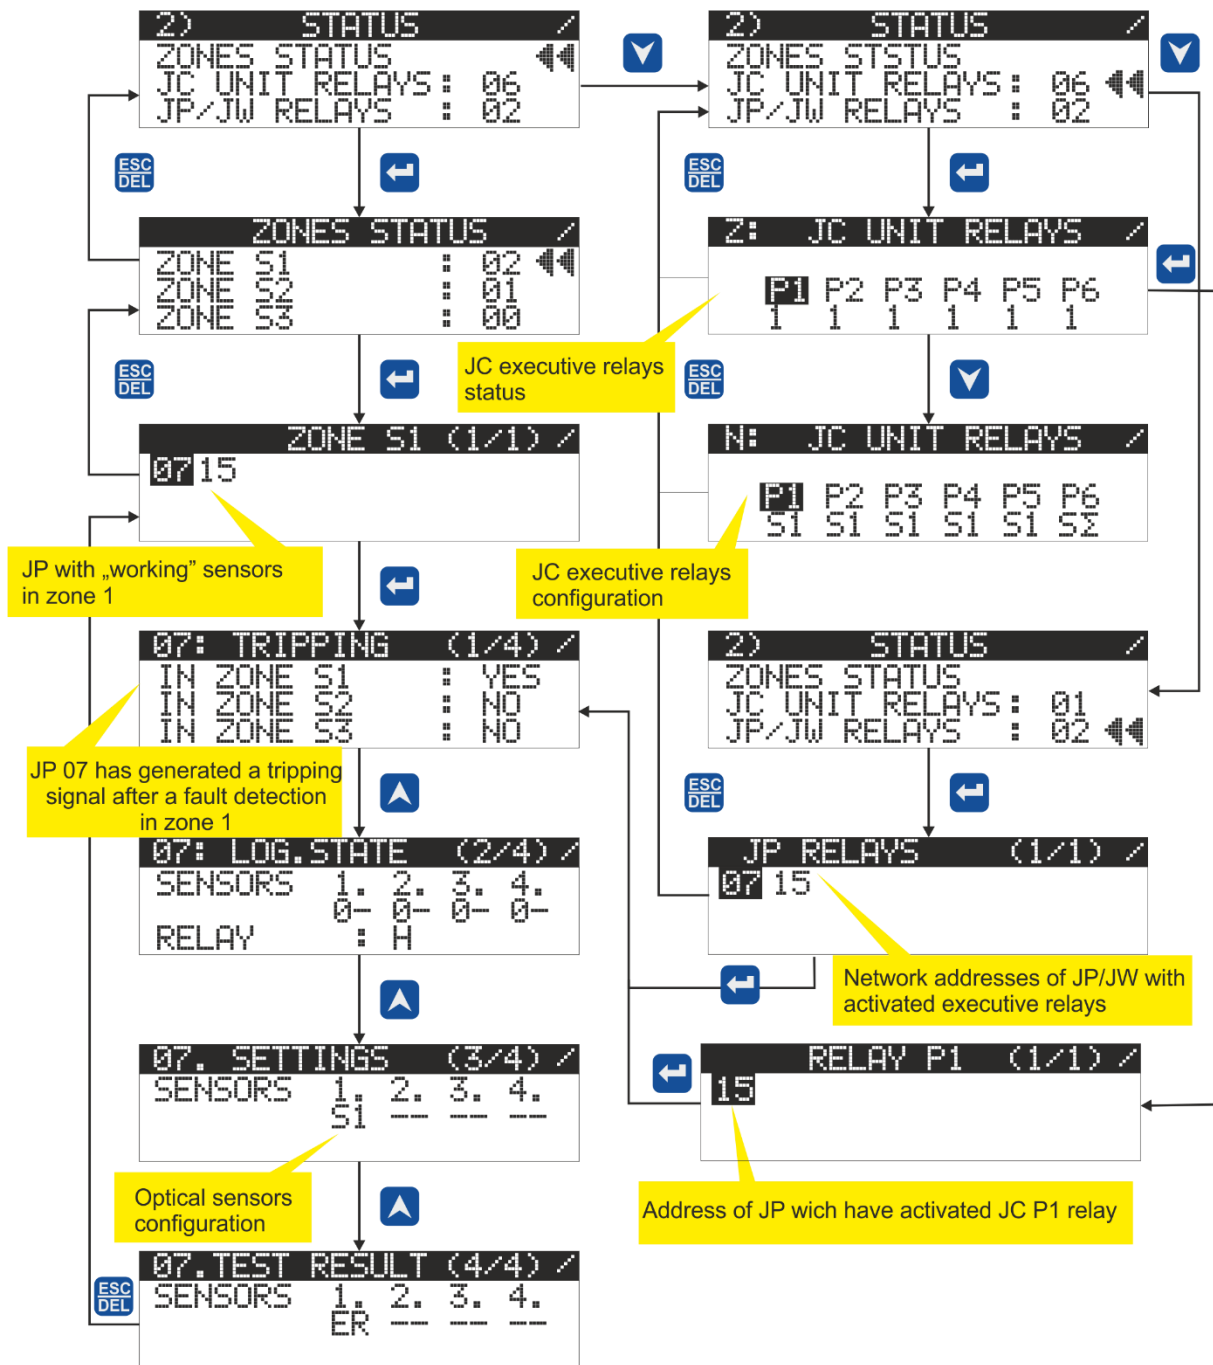 2) STATUS /
ZONES STATUS
JC UNIT RELAYS: 06
JP/JW RELAYS : 02
ESC
DEL
ZONES STATUS /
ZONE S1 : 02
ZONE S2 : 01
ZONE S3 : 00
ESC
DEL
ZONE S1 (1/1) /
07 15
JP with „working” sensors
in zone 1
07: TRIPPING (1/4) /
IN ZONE S1 : YES
IN ZONE S2 : NO
IN ZONE S3 : NO
JP 07 has generated a tripping
signal after a fault detection
in zone 1
07: LOG.STATE (2/4) /
SENSORS 1. 2. 3. 4.
0- 0- 0- 0-
RELAY : H
07. SETTINGS (3/4) /
SENSORS 1. 2. 3. 4.
S1 -- -- --
Optical sensors
configuration
07.TEST RESULT (4/4) /
SENSORS 1. 2. 3. 4.
ER -- -- --
ESC
DEL
2) STATUS /
ZONES STSTUS
JC UNIT RELAYS: 06
JP/JW RELAYS : 02
ESC
DEL
Z: JC UNIT RELAYS /
P1 P2 P3 P4 P5 P6
1 1 1 1 1 1
JC executive relays
status
ESC
DEL
N: JC UNIT RELAYS /
P1 P2 P3 P4 P5 P6
S1 S1 S1 S1 S1 SΣ
JC executive relays
configuration
2) STATUS /
ZONES STATUS
JC UNIT RELAYS: 01
JP/JW RELAYS : 02
ESC
DEL
JP RELAYS (1/1) /
07 15
Network addresses of JP/JW with
activated executive relays
RELAY P1 (1/1) /
15
Address of JP wich have activated JC P1 relay